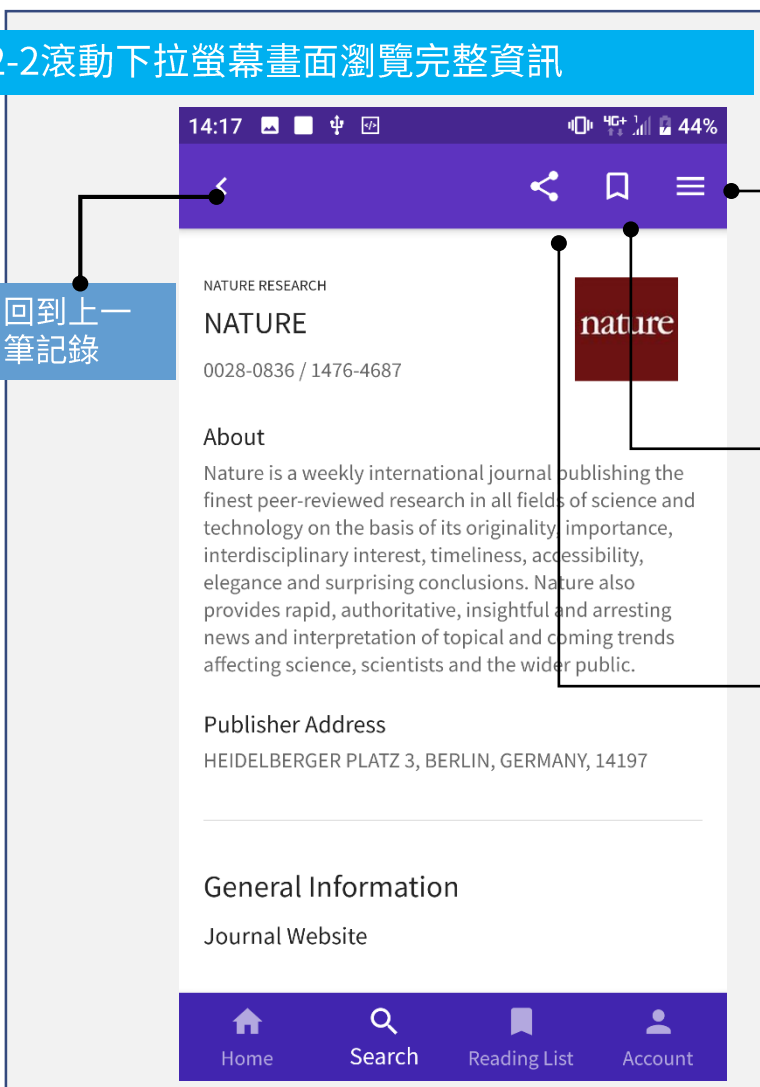 2-2滾動下拉螢幕畫面瀏覽完整資訊
14:17
4G+
44%
回到上一
筆記錄
NATURE RESEARCH
NATURE
nature
0028-0836 / 1476-4687
About
Nature is a weekly international journal publishing the
finest peer-reviewed research in all fields of science and
technology on the basis of its originality, importance,
interdisciplinary interest, timeliness, accessibility,
elegance and surprising conclusions. Nature also
provides rapid, authoritative, insightful and arresting
news and interpretation of topical and coming trends
affecting science, scientists and the wider public.
Publisher Address
HEIDELBERGER PLATZ 3, BERLIN, GERMANY, 14197
General Information
Journal Website
Home
Search
Reading List
Account